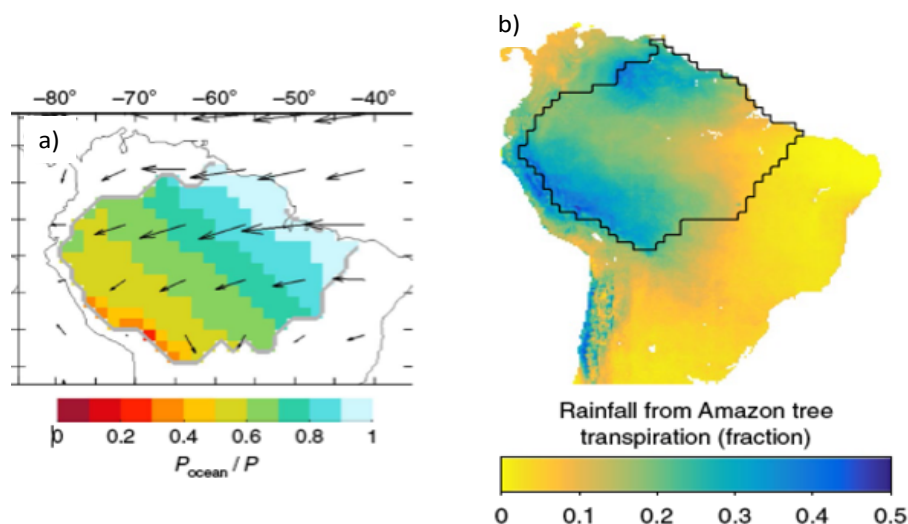 b)
−80° −70° −60° −50° −40°
a)
0 0.2 0.4 0.6 0.8 1
P_ocean / P
Rainfall from Amazon tree
transpiration (fraction)
0 0.1 0.2 0.3 0.4 0.5